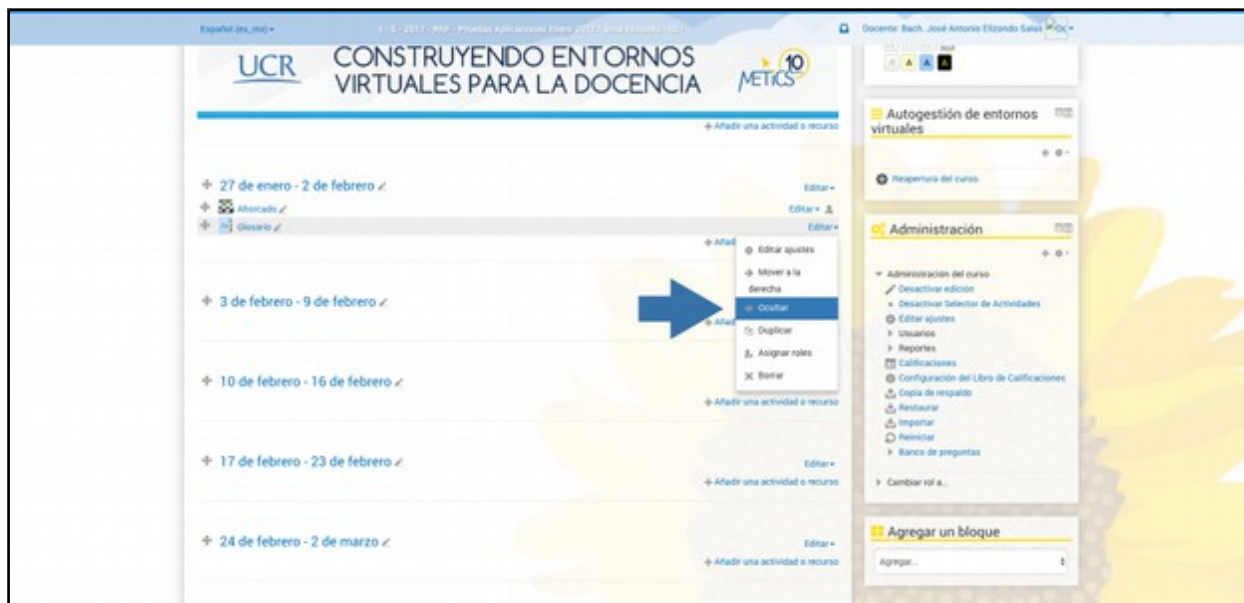 Español (es_mx)
Docente: Bach. José Antonio Elizondo Salas
UCR
CONSTRUYENDO ENTORNOS
VIRTUALES PARA LA DOCENCIA
METICS 10
Añadir una actividad o recurso
27 de enero - 2 de febrero
Editar
Ahorcado
Editar
Glosario
Editar
Añad
Editar ajustes
Mover a la
derecha
Ocultar
Duplicar
Asignar roles
Borrar
3 de febrero - 9 de febrero
Añad
10 de febrero - 16 de febrero
Añadir una actividad o recurso
17 de febrero - 23 de febrero
Editar
Añadir una actividad o recurso
24 de febrero - 2 de marzo
Editar
Añadir una actividad o recurso
A A A A
Autogestión de entornos
virtuales
Reapertura del curso
Administración
Administración del curso
Desactivar edición
Desactivar Selector de Actividades
Editar ajustes
Usuarios
Reportes
Calificaciones
Configuración del Libro de Calificaciones
Copia de respaldo
Restaurar
Importar
Reiniciar
Banco de preguntas
Cambiar rol a...
Agregar un bloque
Agregar...